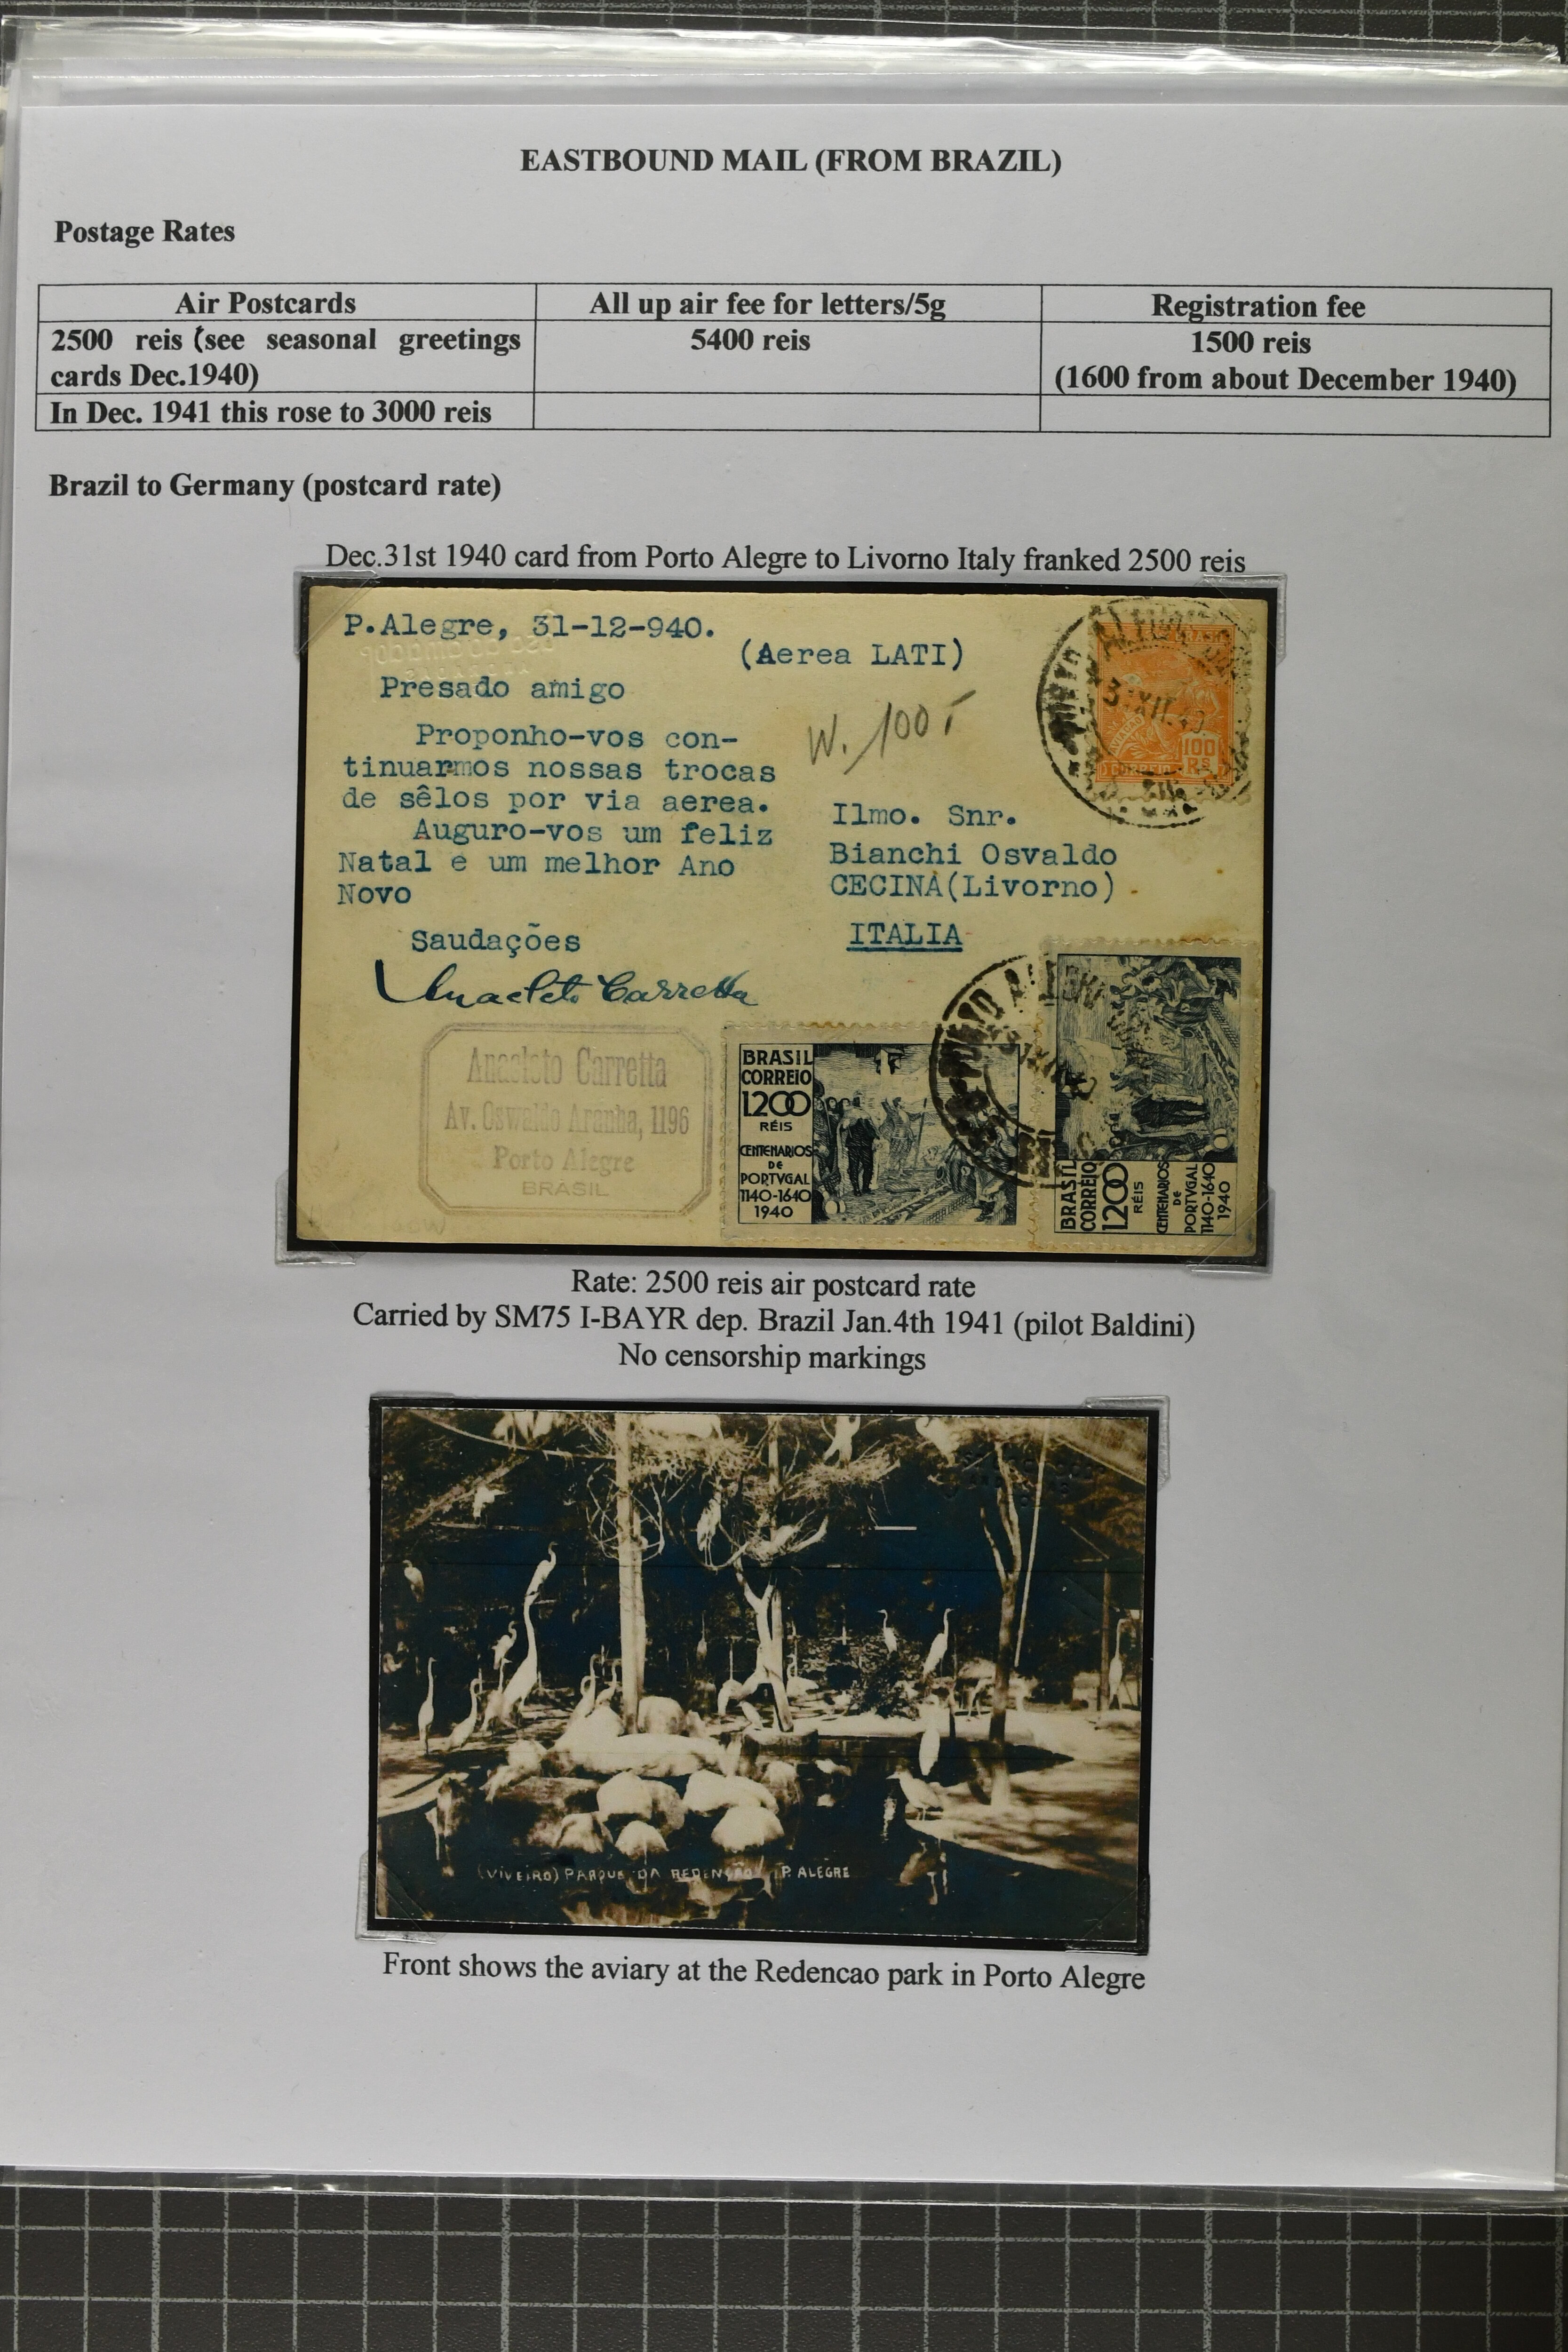 EASTBOUND MAIL (FROM BRAZIL)
Postage Rates
Air Postcards
All up air fee for letters/5g
Registration fee
2500 reis (see seasonal greetings
cards Dec.1940)
5400 reis
1500 reis
(1600 from about December 1940)
In Dec. 1941 this rose to 3000 reis
Brazil to Germany (postcard rate)
Dec.31st 1940 card from Porto Alegre to Livorno Italy franked 2500 reis
P.Alegre, 31-12-940.
(Aerea LATI)
Presado amigo
Proponho-vos con-
tinuarmos nossas trocas
de sêlos por via aerea.
Auguro-vos um feliz
Natal e um melhor Ano
Novo
Saudações
Anacleto Carretta
W. 100
100
Rs
CORREIO
Ilmo. Snr.
Bianchi Osvaldo
CECINA(Livorno)
ITALIA
Anacleto Carretta
Av. Oswaldo Aranha, 1196
Porto Alegre
BRASIL
BRASIL
CORREIO
1200
RÉIS
CENTENARIOS
DE
PORTVGAL
1140-1640
1940
BRASIL
CORREIO
1200
RÉIS
CENTENARIOS
DE
PORTVGAL
1140-1640
1940
Rate: 2500 reis air postcard rate
Carried by SM75 I-BAYR dep. Brazil Jan.4th 1941 (pilot Baldini)
No censorship markings
(VIVEIRO) PARQUE DA REDENÇÃO P. ALEGRE
Front shows the aviary at the Redencao park in Porto Alegre